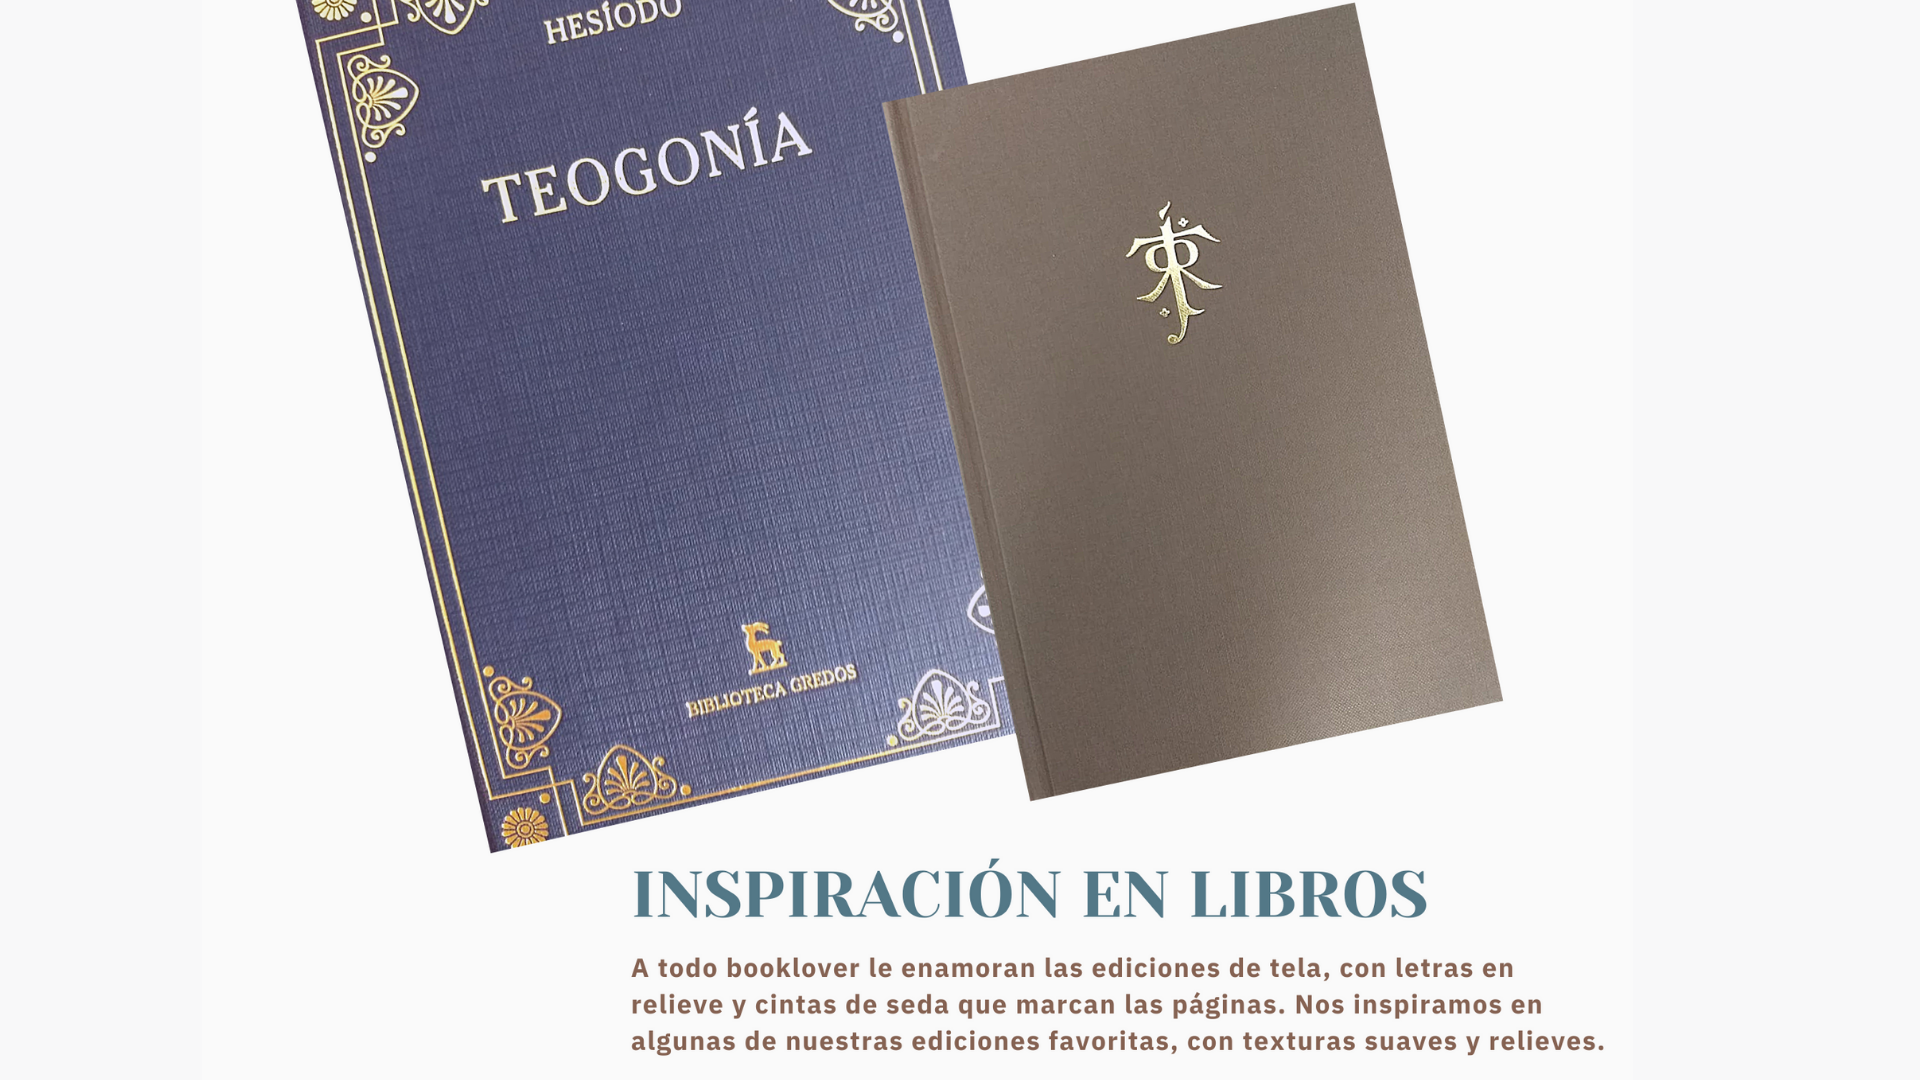 HESÍODO
TEOGONÍA
BIBLIOTECA GREDOS
INSPIRACIÓN EN LIBROS
A todo booklover le enamoran las ediciones de tela, con letras en
relieve y cintas de seda que marcan las páginas. Nos inspiramos en
algunas de nuestras ediciones favoritas, con texturas suaves y relieves.